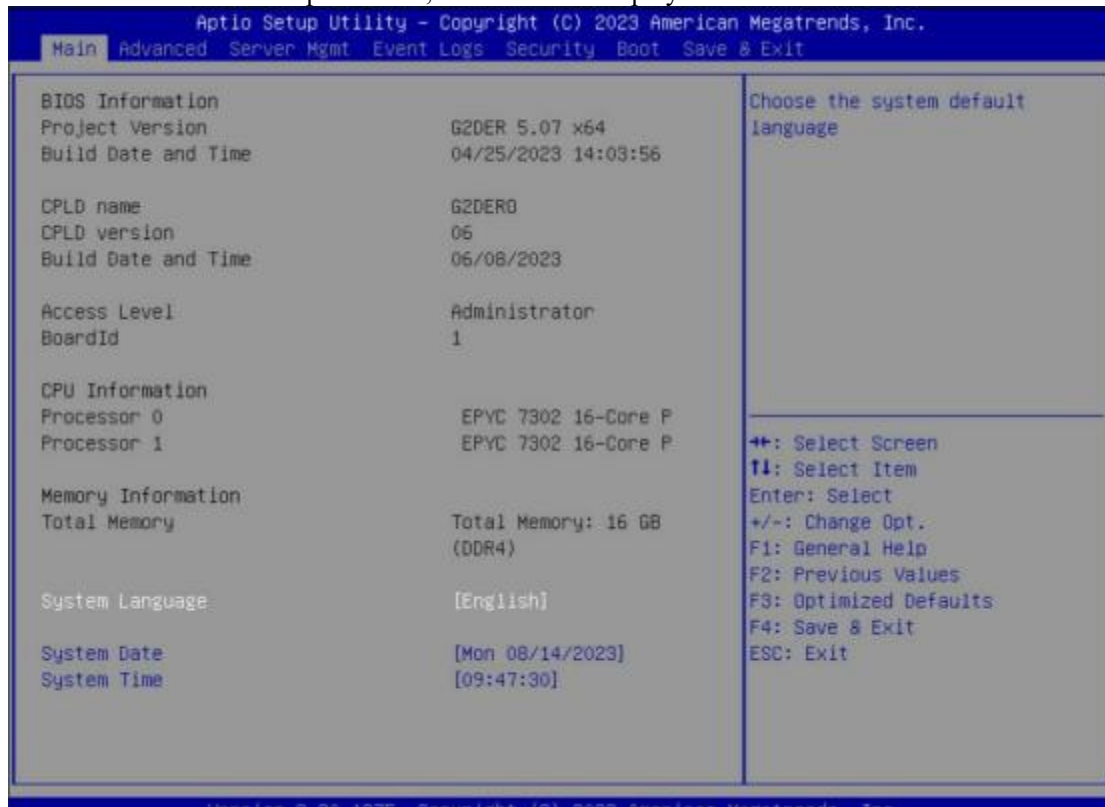 Aptio Setup Utility – Copyright (C) 2023 American Megatrends, Inc.
Main Advanced Server Mgmt Event Logs Security Boot Save & Exit
BIOS Information
Project Version G2DER 5.07 x64
Build Date and Time 04/25/2023 14:03:56
CPLD name G2DER0
CPLD version 06
Build Date and Time 06/08/2023
Access Level Administrator
BoardId 1
CPU Information
Processor 0 EPYC 7302 16-Core P
Processor 1 EPYC 7302 16-Core P
Memory Information
Total Memory Total Memory: 16 GB
(DDR4)
System Language [English]
System Date [Mon 08/14/2023]
System Time [09:47:30]
Choose the system default
language
→←: Select Screen
↑↓: Select Item
Enter: Select
+/-: Change Opt.
F1: General Help
F2: Previous Values
F3: Optimized Defaults
F4: Save & Exit
ESC: Exit